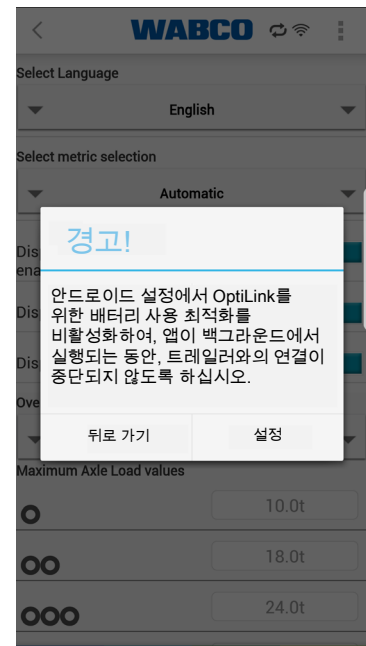 WABCO
Select Language
English
Select metric selection
Automatic
경고!
Dis
ena
안드로이드 설정에서 OptiLink를
위한 배터리 사용 최적화를
비활성화하여, 앱이 백그라운드에서
실행되는 동안, 트레일러와의 연결이
중단되지 않도록 하십시오.
Dis
Dis
Ove
뒤로 가기
설정
Maximum Axle Load values
10.0t
18.0t
24.0t